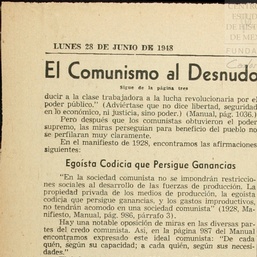 LUNES 28 DE JUNIO DE 1948
El Comunismo al Desnudo
Sigue de la página tres
ducir a la clase trabajadora a la lucha revolucionaria por el
poder público." (Adviértase que no dice libertad, seguridad
en lo económico, ni justicia, sino poder.) (Manual, pág. 1036.)
Pero después que los comunistas obtuvieron el poder
supremo, las miras perseguían para beneficio del pueblo no
se perfilaran muy claramente.
En el manifiesto de 1928, encontramos las afirmaciones
siguientes:
Egoísta Codicia que Persigue Ganancias
"En la sociedad comunista no se impondrán restriccio-
nes sociales al desarrollo de las fuerzas de producción. La
propiedad privada de los medios de producción, la egoísta
codicia que persigue ganancias, y los gastos improductivos,
no tendrán acomodo en una sociedad comunista" (1928, Ma-
nifiesto, Manual, pág. 986, párrafo 3).
Hay una notable oposición de miras en las diversas par-
tes del credo comunista. Así, en la página 987 del Manual
encontramos expresado este ideal comunista: "De cada
quién, según su capacidad; a cada quién, según sus necesi-
dades."